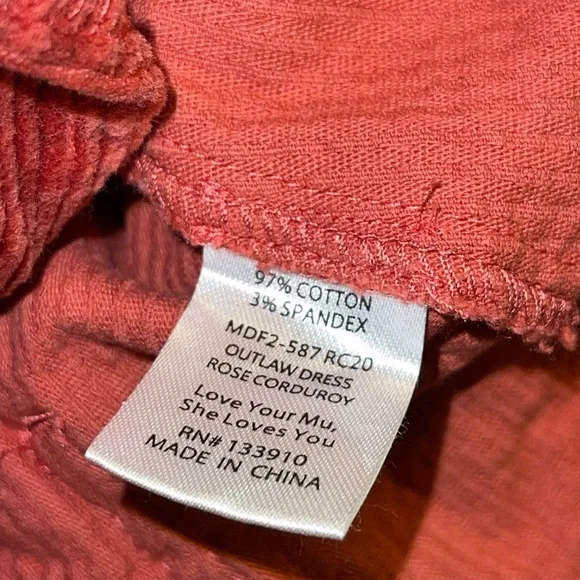 97% COTTON
3% SPANDEX
MDF2-587 RC20
OUTLAW DRESS
ROSE CORDUROY
Love Your Mu,
She Loves You
RN# 133910
MADE IN CHINA